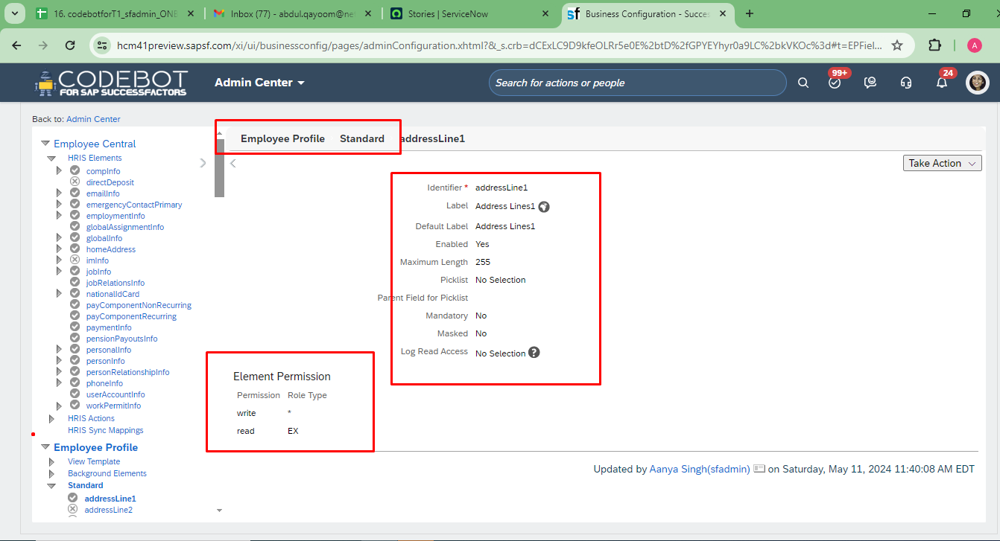 16. codebotforT1_sfadmin_ONE
Inbox (77) - abdul.qayoom@ne
Stories | ServiceNow
sf Business Configuration - Succes
hcm41preview.sapsf.com/xi/ui/businessconfig/pages/adminConfiguration.xhtml?&_s.crb=dCExLC9D9kfeOLRr5e0E%2btD%2fGPYEYhyr0a9LC%2bkVKOc%3d#t=EPFiel...
A
CODEBOT
FOR SAP SUCCESSFACTORS
Admin Center
Search for actions or people
99+
24
Back to: Admin Center
Employee Central
HRIS Elements
compInfo
directDeposit
emailInfo
emergencyContactPrimary
employmentInfo
globalAssignmentInfo
globalInfo
homeAddress
imInfo
jobInfo
jobRelationsInfo
nationalIdCard
payComponentNonRecurring
payComponentRecurring
paymentInfo
pensionPayoutsInfo
personalInfo
personInfo
personRelationshipInfo
phoneInfo
userAccountInfo
workPermitInfo
HRIS Actions
HRIS Sync Mappings
Employee Profile
View Template
Background Elements
Standard
addressLine1
addressLine2
Employee Profile Standard addressLine1
Take Action
Identifier * addressLine1
Label Address Lines1
Default Label Address Lines1
Enabled Yes
Maximum Length 255
Picklist No Selection
Parent Field for Picklist
Mandatory No
Masked No
Log Read Access No Selection ?
Element Permission
Permission Role Type
write *
read EX
Updated by Aanya Singh(sfadmin) on Saturday, May 11, 2024 11:40:08 AM EDT